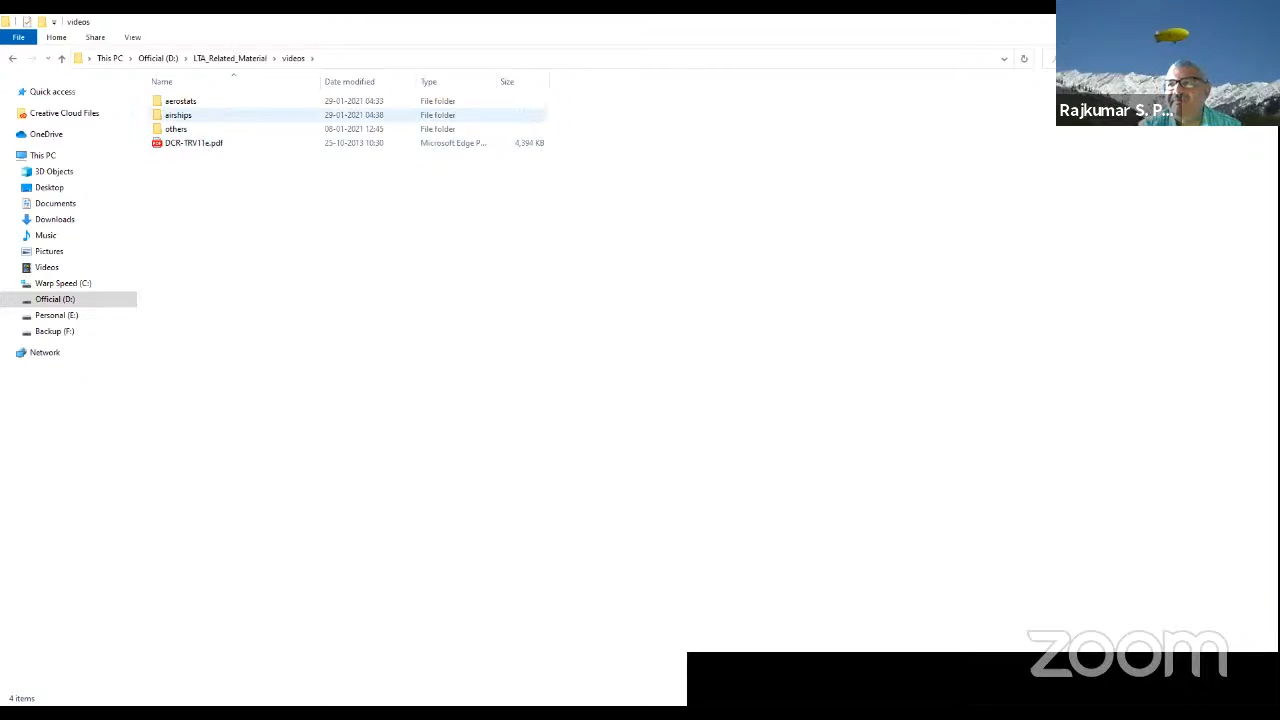 videos
File Home Share View
This PC Official (D:) LTA_Related_Material videos
Rajkumar S. P...
Name Date modified Type Size
Quick access
aerostats 29-01-2021 04:33 File folder
Creative Cloud Files
airships 29-01-2021 04:38 File folder
OneDrive
others 08-01-2021 12:45 File folder
This PC
DCR-TRV11e.pdf 25-10-2013 10:30 Microsoft Edge P... 4,394 KB
3D Objects
Desktop
Documents
Downloads
Music
Pictures
Videos
Warp Speed (C:)
Official (D:)
Personal (E:)
Backup (F:)
Network
zoom
4 items